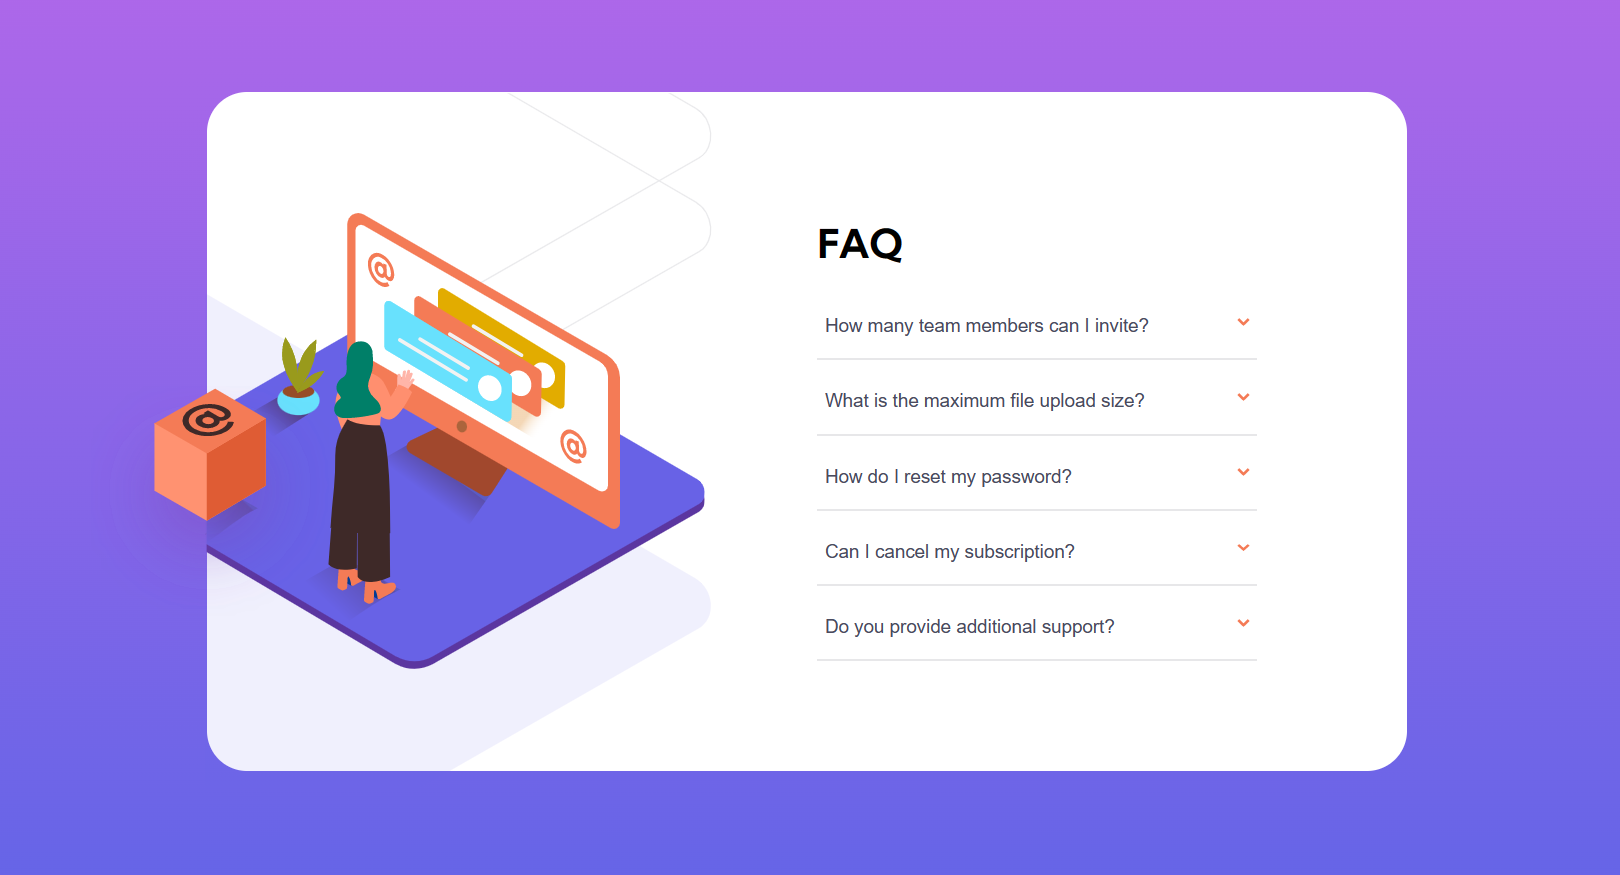 @
@
@
FAQ
How many team members can I invite?
What is the maximum file upload size?
How do I reset my password?
Can I cancel my subscription?
Do you provide additional support?